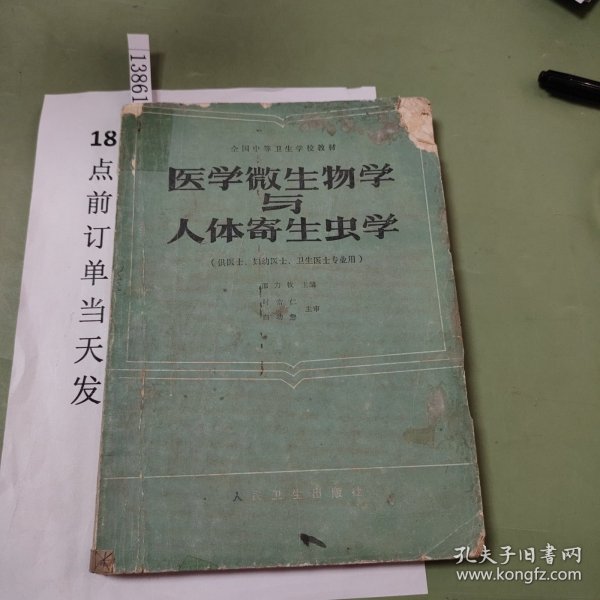 13861
18
点
前
订
单
当
天
发
全国中等卫生学校教材
医学微生物学
与
人体寄生虫学
(供医士、妇幼医士、卫生医士专业用)
主编
主审
人民卫生出版社
孔夫子旧书网
www.kongfz.com